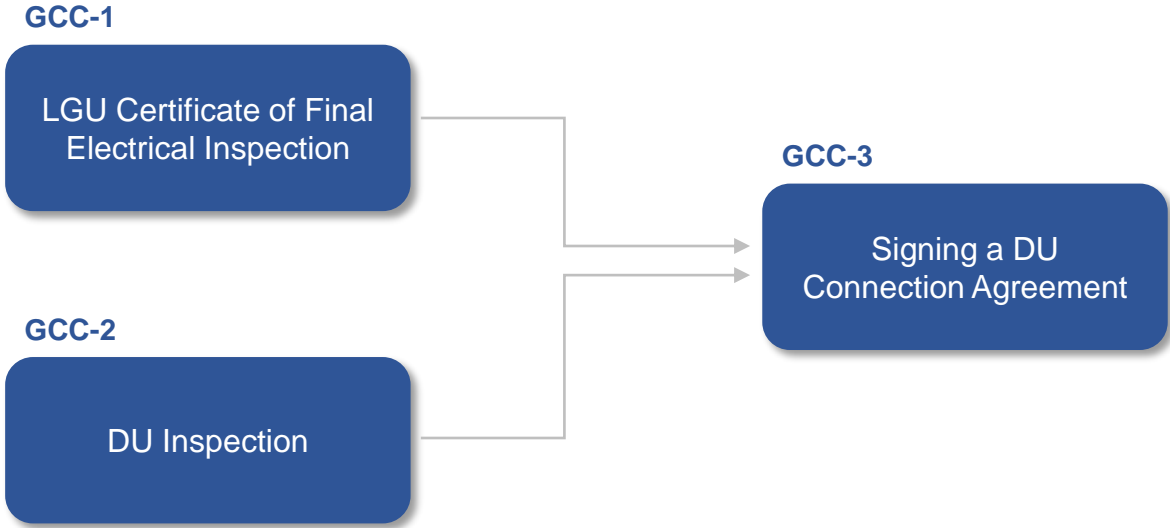 GCC-1
LGU Certificate of Final
Electrical Inspection
GCC-2
DU Inspection
GCC-3
Signing a DU
Connection Agreement